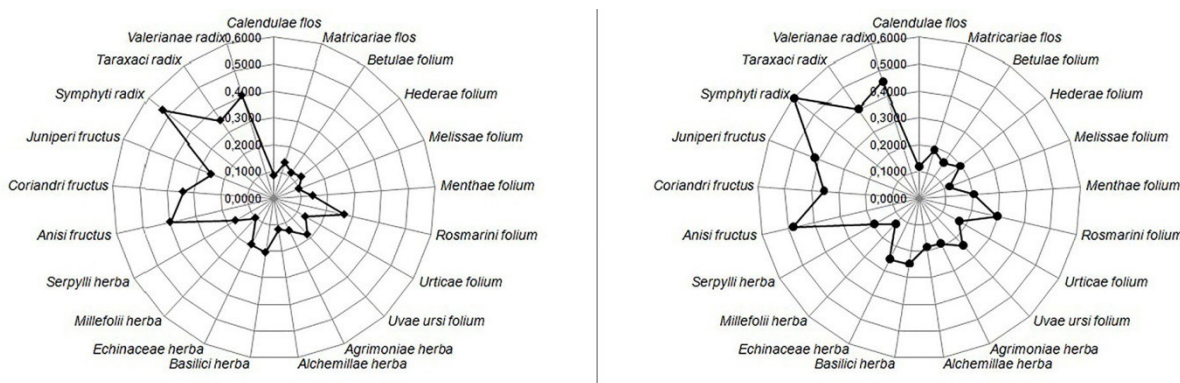 Calendulae flos
Matricariae flos
Betulae folium
Hederae folium
Melissae folium
Menthae folium
Rosmarini folium
Urticae folium
Uvae ursi folium
Agrimoniae herba
Alchemillae herba
Basilici herba
Echinaceae herba
Millefolii herba
Serpylli herba
Anisi fructus
Coriandri fructus
Juniperi fructus
Symphyti radix
Taraxaci radix
Valerianae radix
0,6000
0,5000
0,4000
0,3000
0,2000
0,1000
0,0000
Calendulae flos
Matricariae flos
Betulae folium
Hederae folium
Melissae folium
Menthae folium
Rosmarini folium
Urticae folium
Uvae ursi folium
Agrimoniae herba
Alchemillae herba
Basilici herba
Echinaceae herba
Millefolii herba
Serpylli herba
Anisi fructus
Coriandri fructus
Juniperi fructus
Symphyti radix
Taraxaci radix
Valerianae radix
0,6000
0,5000
0,4000
0,3000
0,2000
0,1000
0,0000